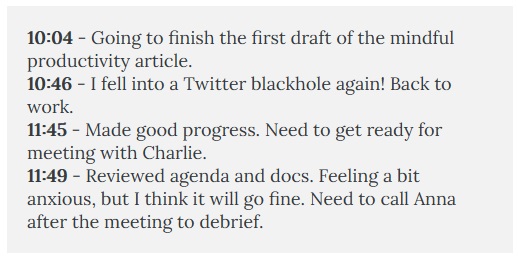 10:04 - Going to finish the first draft of the mindful
productivity article.
10:46 - I fell into a Twitter blackhole again! Back to
work.
11:45 - Made good progress. Need to get ready for
meeting with Charlie.
11:49 - Reviewed agenda and docs. Feeling a bit
anxious, but I think it will go fine. Need to call Anna
after the meeting to debrief.